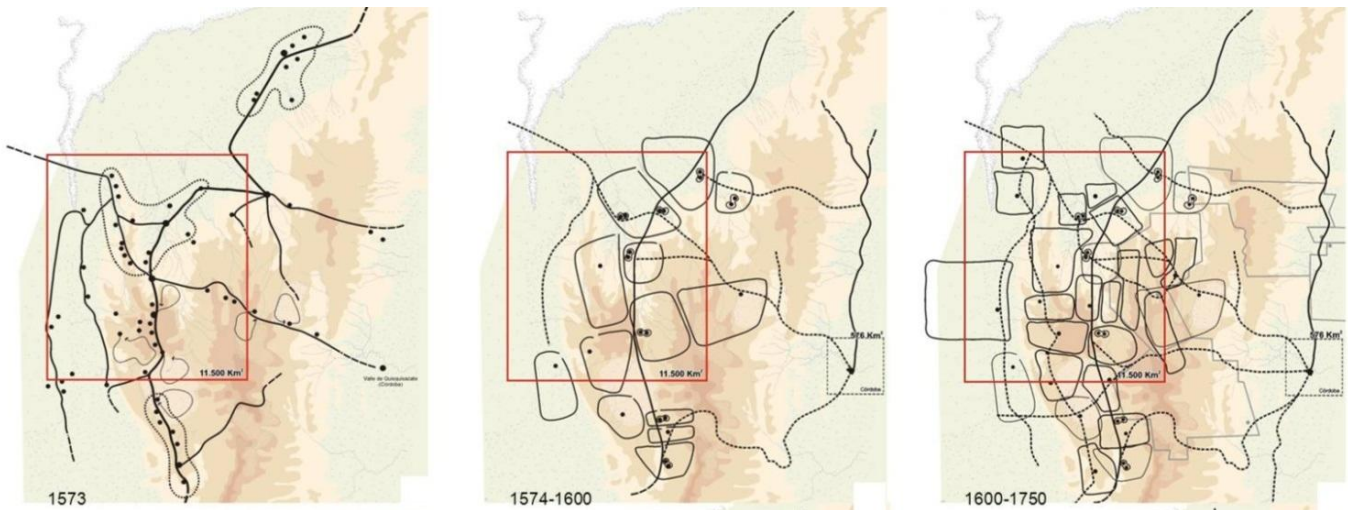 11.500 Km²
Valle de Quisquisacate
(Córdoba)
1573
576 Km²
11.500 Km²
Córdoba
1574-1600
576 Km²
11.500 Km²
Córdoba
1600-1750